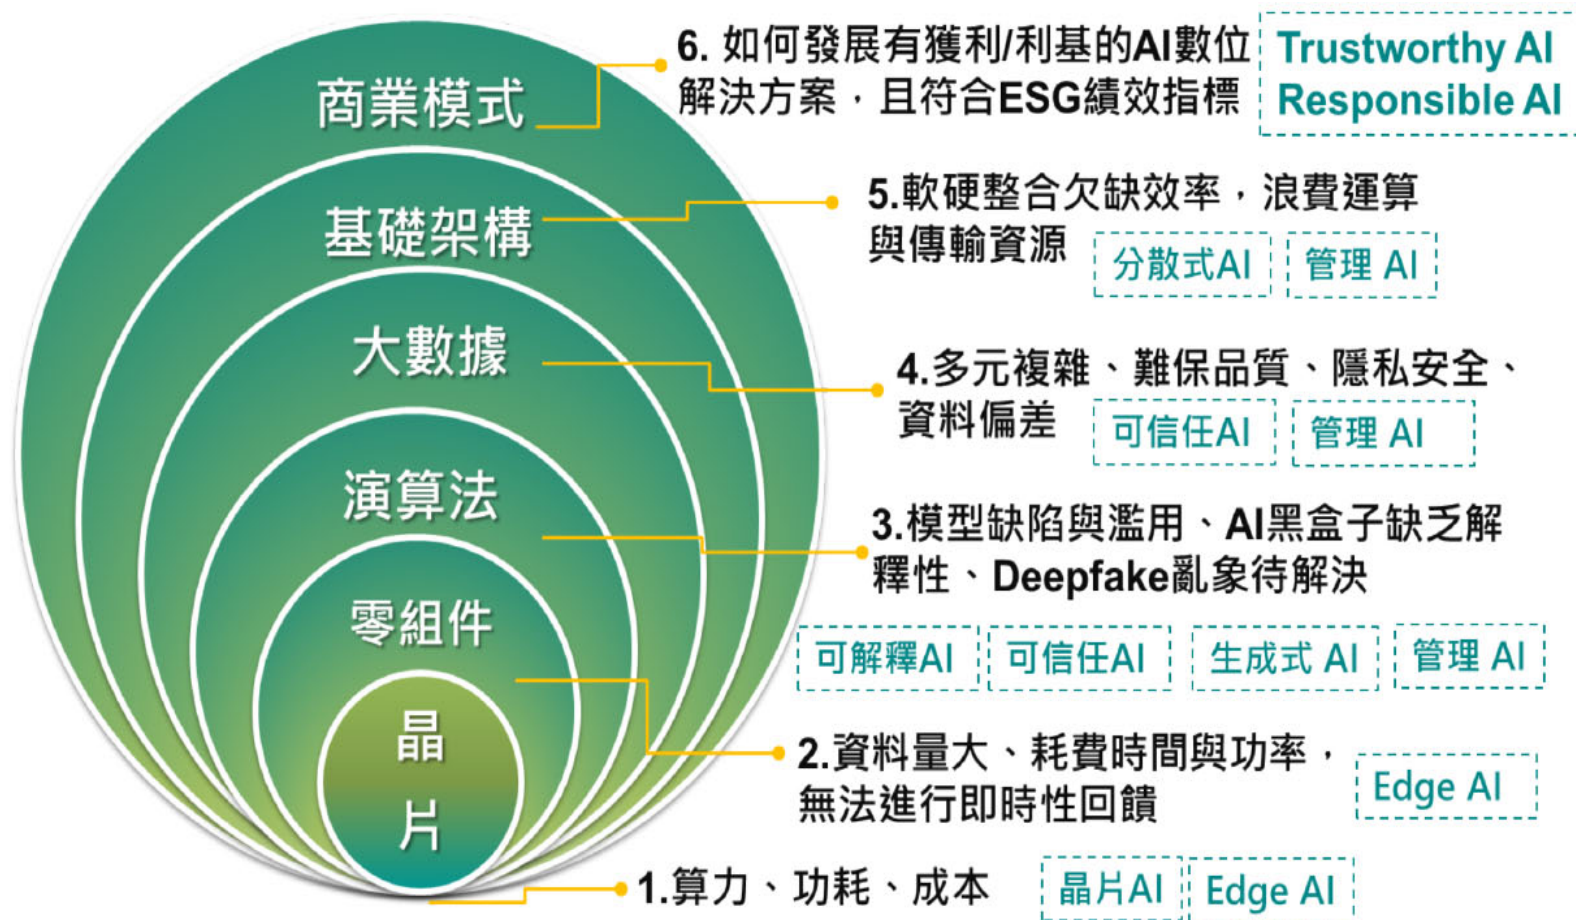 商業模式
基礎架構
大數據
演算法
零組件
晶
片
6. 如何發展有獲利/利基的AI數位
解決方案，且符合ESG績效指標
Trustworthy AI
Responsible AI
5.軟硬整合欠缺效率，浪費運算
與傳輸資源
分散式AI
管理 AI
4.多元複雜、難保品質、隱私安全、
資料偏差
可信任AI
管理 AI
3.模型缺陷與濫用、AI黑盒子缺乏解
釋性、Deepfake亂象待解決
可解釋AI
可信任AI
生成式 AI
管理 AI
2.資料量大、耗費時間與功率，
無法進行即時性回饋
Edge AI
1.算力、功耗、成本
晶片AI
Edge AI